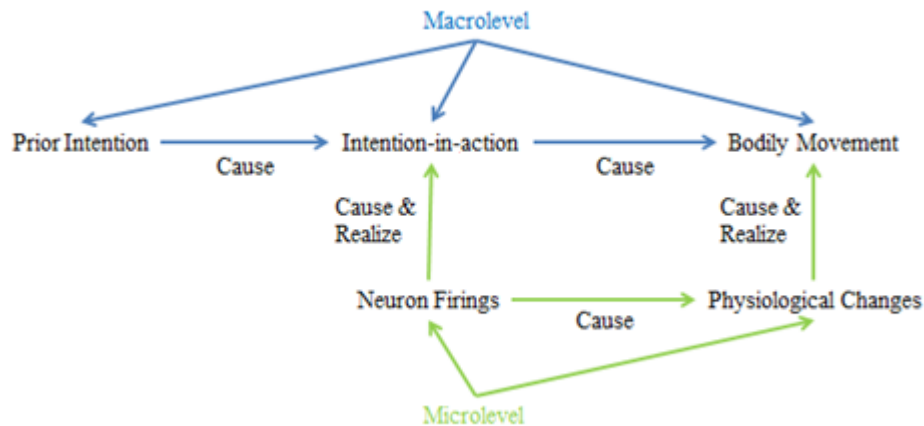 Macrolevel
Prior Intention
Intention-in-action
Bodily Movement
Cause
Cause
Cause &
Realize
Cause &
Realize
Neuron Firings
Physiological Changes
Cause
Microlevel